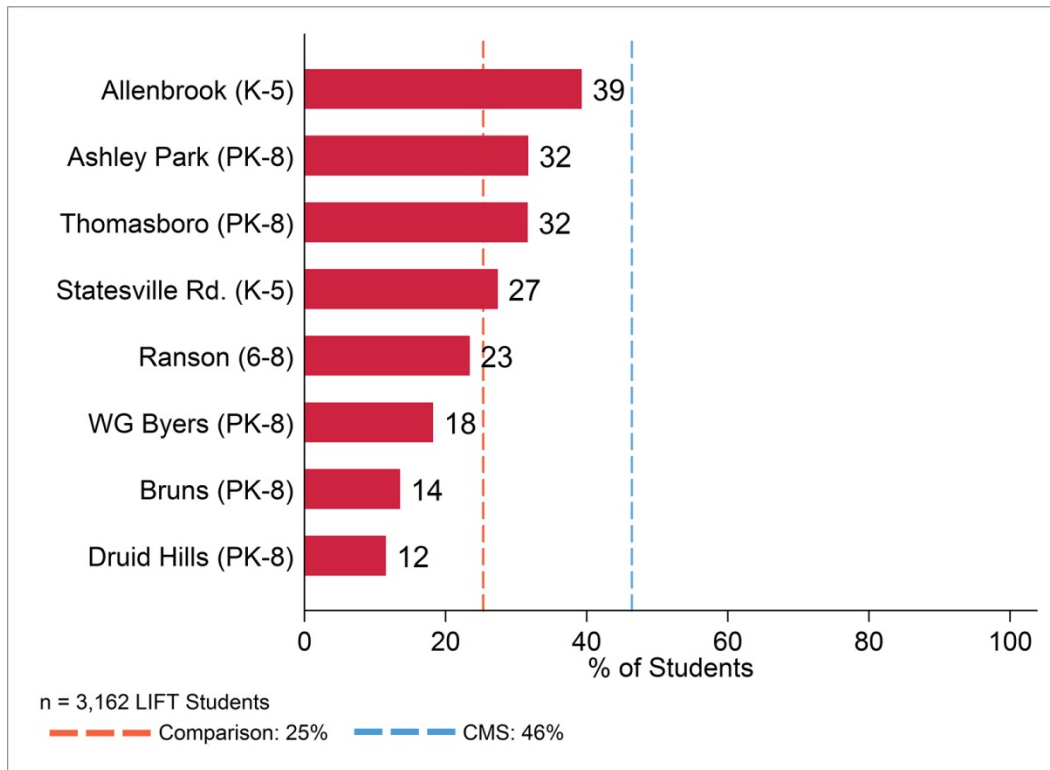 Allenbrook (K-5) 39
Ashley Park (PK-8) 32
Thomasboro (PK-8) 32
Statesville Rd. (K-5) 27
Ranson (6-8) 23
WG Byers (PK-8) 18
Bruns (PK-8) 14
Druid Hills (PK-8) 12
0 20 40 60 80 100
% of Students
n = 3,162 LIFT Students
Comparison: 25% CMS: 46%